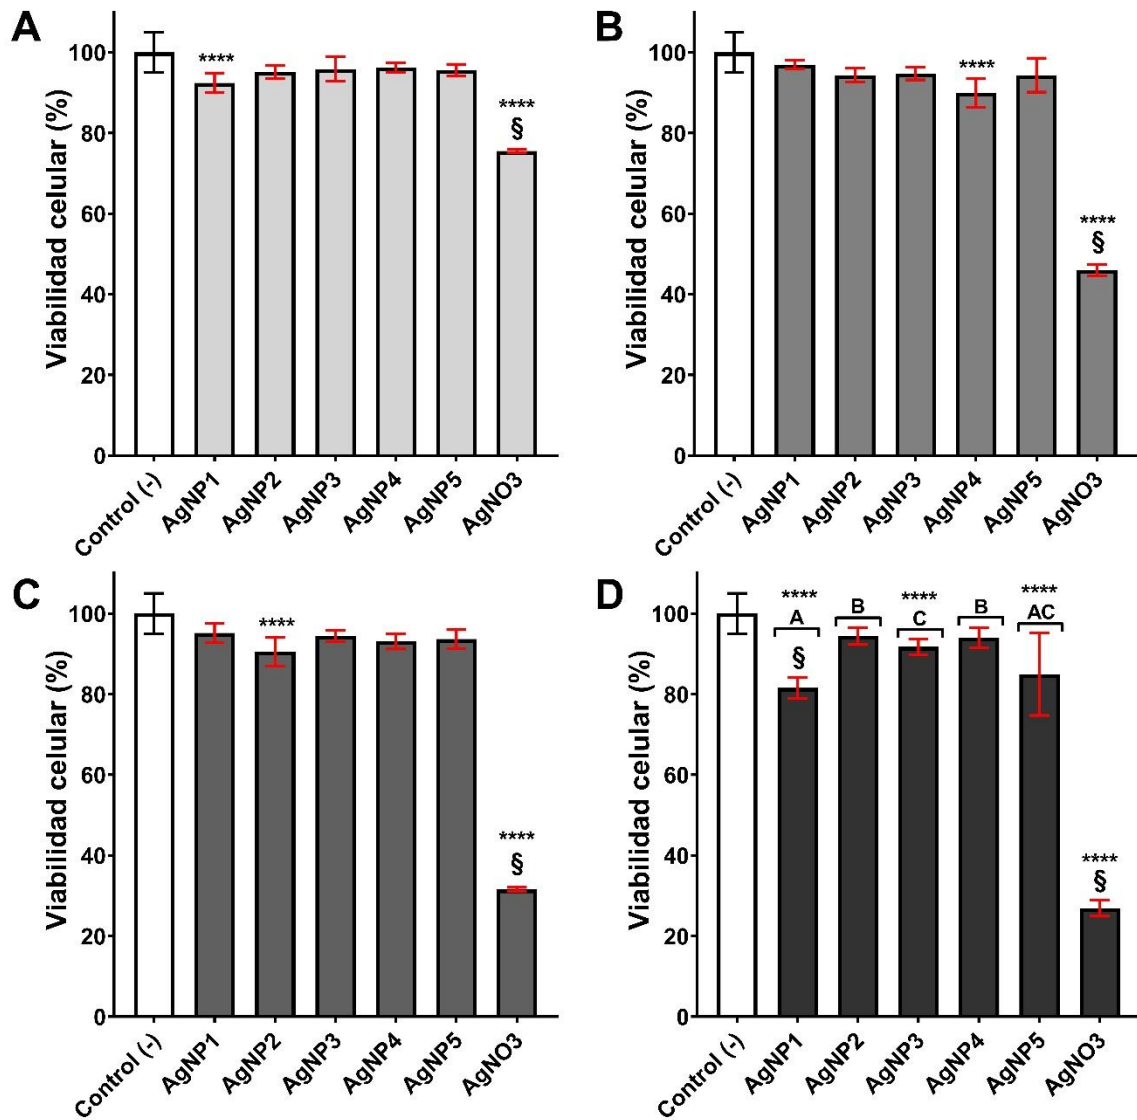 A
Viabilidad celular (%)
100
80
60
40
20
0
****
****
§
Control (-)
AgNP1
AgNP2
AgNP3
AgNP4
AgNP5
AgNO3
B
Viabilidad celular (%)
100
80
60
40
20
0
****
****
§
Control (-)
AgNP1
AgNP2
AgNP3
AgNP4
AgNP5
AgNO3
C
Viabilidad celular (%)
100
80
60
40
20
0
****
****
§
Control (-)
AgNP1
AgNP2
AgNP3
AgNP4
AgNP5
AgNO3
D
Viabilidad celular (%)
100
80
60
40
20
0
****
A
§
B
****
C
B
****
AC
****
§
Control (-)
AgNP1
AgNP2
AgNP3
AgNP4
AgNP5
AgNO3